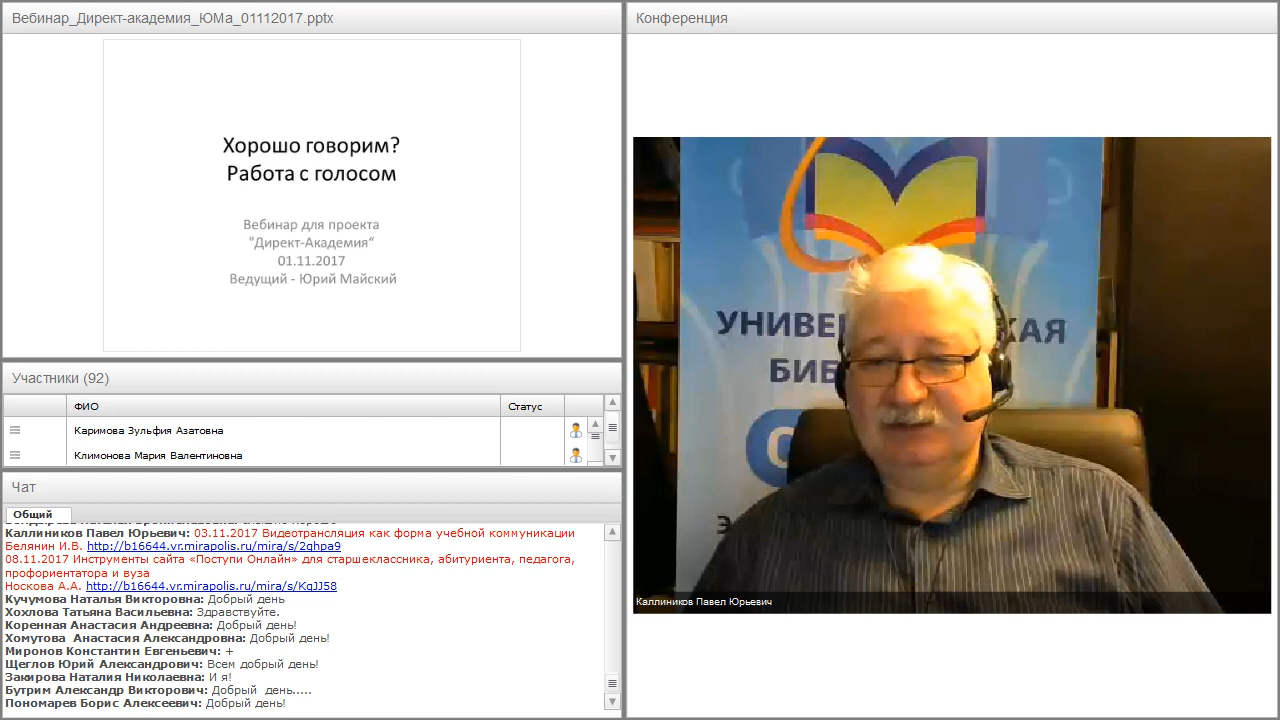 Вебинар_Директ-академия_ЮМа_01112017.pptx
Хорошо говорим?
Работа с голосом
Вебинар для проекта
"Директ-Академия“
01.11.2017
Ведущий - Юрий Майский
Участники (92)
ФИО
Статус
Каримова Зульфия Азатовна
Климонова Мария Валентиновна
Чат
Общий
Каллиников Павел Юрьевич: 03.11.2017 Видеотрансляция как форма учебной коммуникации
Белянин И.В. http://b16644.vr.mirapolis.ru/mira/s/2qhpa9
08.11.2017 Инструменты сайта «Поступи Онлайн» для старшеклассника, абитуриента, педагога,
профориентатора и вуза
Носкова А.А. http://b16644.vr.mirapolis.ru/mira/s/KqJJ58
Кучумова Наталья Викторовна: Добрый день
Хохлова Татьяна Васильевна: Здравствуйте.
Коренная Анастасия Андреевна: Добрый день!
Хомутова Анастасия Александровна: Добрый день!
Миронов Константин Евгеньевич: +
Щеглов Юрий Александрович: Всем добрый день!
Закирова Наталия Николаевна: И я!
Бутрим Александр Викторович: Добрый день.....
Пономарев Борис Алексеевич: Добрый день!
Конференция
УНИВЕ КАЯ
БИБ
Каллиников Павел Юрьевич